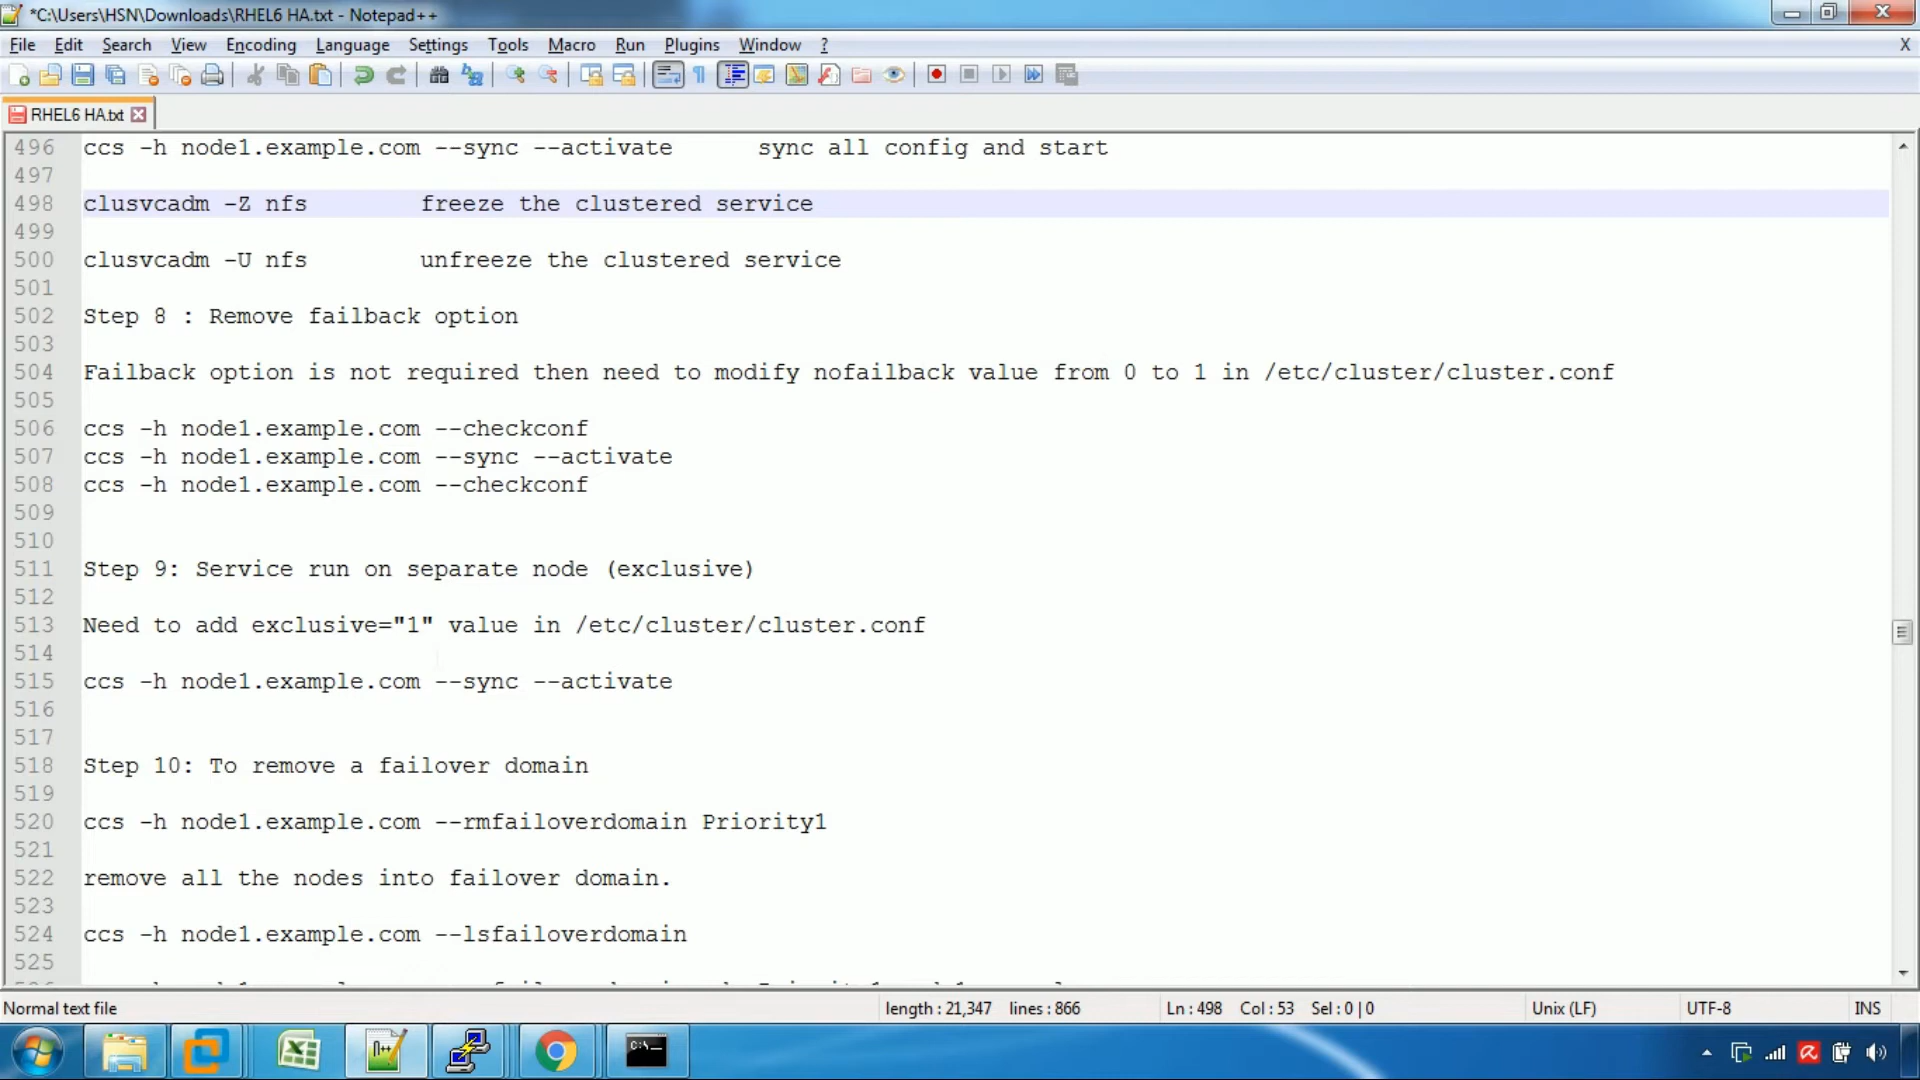 *C:\Users\HSN\Downloads\RHEL6 HA.txt - Notepad++
File Edit Search View Encoding Language Settings Tools Macro Run Plugins Window ? X
RHEL6 HA.txt
496 ccs -h node1.example.com --sync --activate sync all config and start
497
498 clusvcadm -Z nfs freeze the clustered service
499
500 clusvcadm -U nfs unfreeze the clustered service
501
502 Step 8 : Remove failback option
503
504 Failback option is not required then need to modify nofailback value from 0 to 1 in /etc/cluster/cluster.conf
505
506 ccs -h node1.example.com --checkconf
507 ccs -h node1.example.com --sync --activate
508 ccs -h node1.example.com --checkconf
509
510
511 Step 9: Service run on separate node (exclusive)
512
513 Need to add exclusive="1" value in /etc/cluster/cluster.conf
514
515 ccs -h node1.example.com --sync --activate
516
517
518 Step 10: To remove a failover domain
519
520 ccs -h node1.example.com --rmfailoverdomain Priority1
521
522 remove all the nodes into failover domain.
523
524 ccs -h node1.example.com --lsfailoverdomain
525
Normal text file length : 21,347 lines : 866 Ln : 498 Col : 53 Sel : 0 | 0 Unix (LF) UTF-8 INS